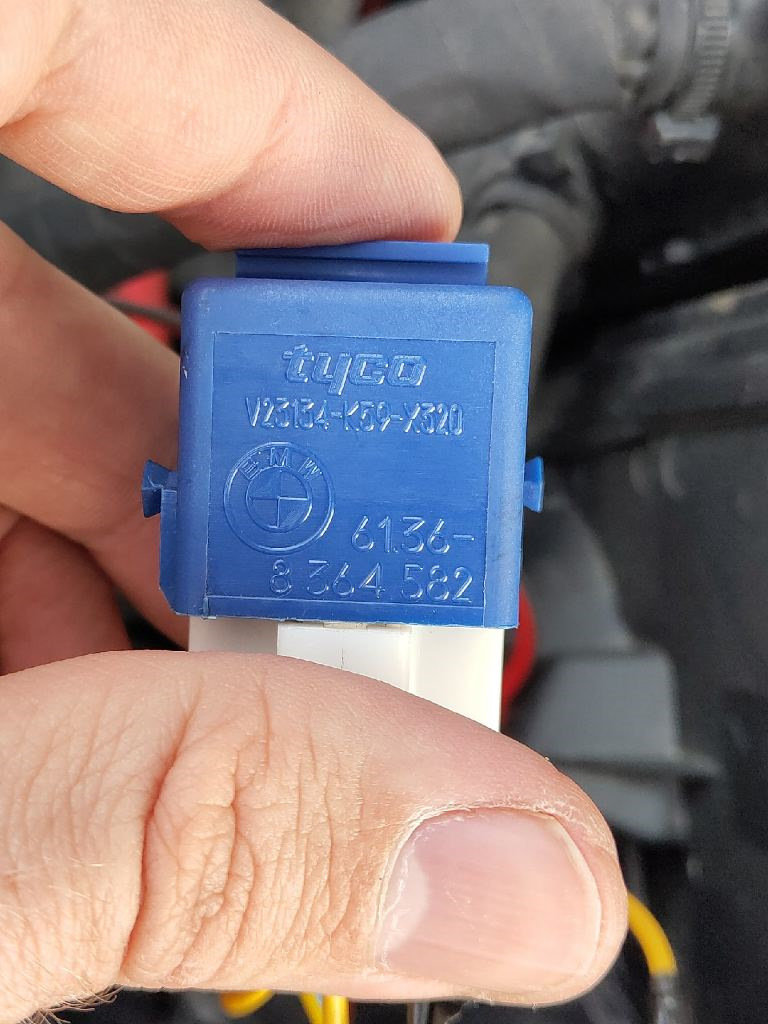 tyco
V23134-K59-X320
BMW
61.36-
8 364 582